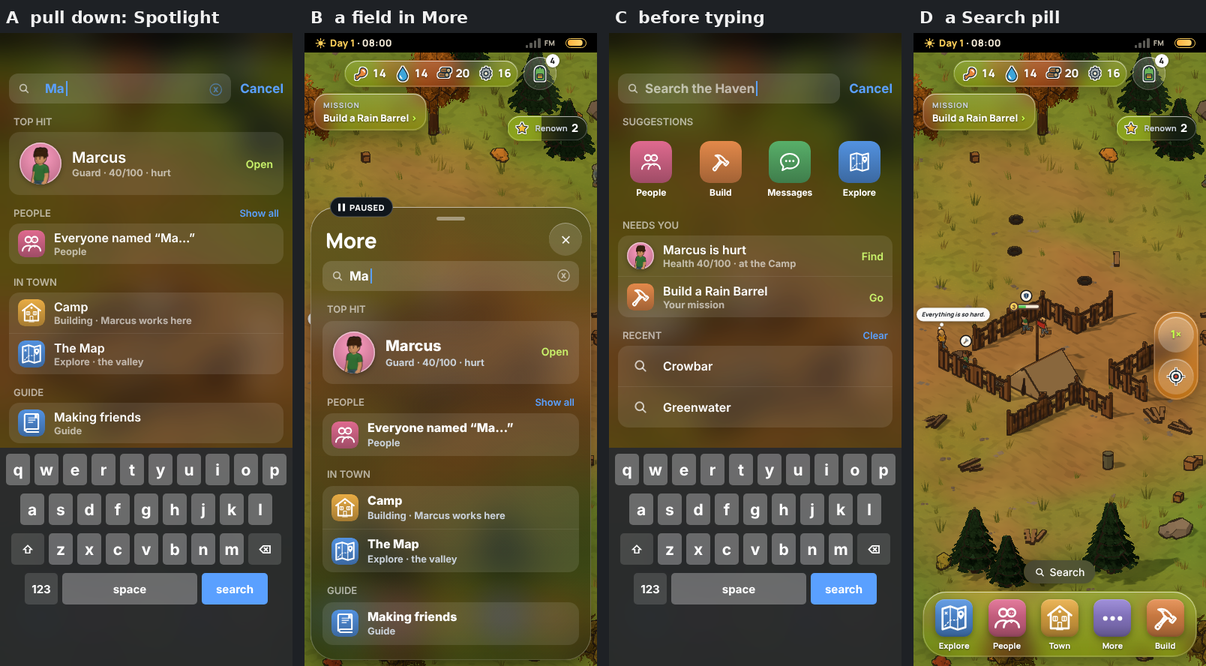 A pull down: Spotlight
Ma
Cancel
TOP HIT
Marcus
Guard · 40/100 · hurt
Open
PEOPLE
Show all
Everyone named “Ma...”
People
IN TOWN
Camp
Building · Marcus works here
The Map
Explore · the valley
GUIDE
Making friends
Guide
q w e r t y u i o p
a s d f g h j k l
z x c v b n m
123 space search
B a field in More
Day 1 · 08:00
FM
14 14 20 16
4
MISSION
Build a Rain Barrel ›
Renown 2
PAUSED
More
Ma
TOP HIT
Marcus
Guard · 40/100 · hurt
Open
PEOPLE
Show all
Everyone named “Ma...”
People
IN TOWN
Camp
Building · Marcus works here
The Map
Explore · the valley
GUIDE
Making friends
Guide
C before typing
Search the Haven
Cancel
SUGGESTIONS
People Build Messages Explore
NEEDS YOU
Marcus is hurt
Health 40/100 · at the Camp
Find
Build a Rain Barrel
Your mission
Go
RECENT
Clear
Crowbar
Greenwater
q w e r t y u i o p
a s d f g h j k l
z x c v b n m
123 space search
D a Search pill
Day 1 · 08:00
FM
14 14 20 16
4
MISSION
Build a Rain Barrel ›
Renown 2
Everything is so hard.
1×
Search
Explore People Town More Build